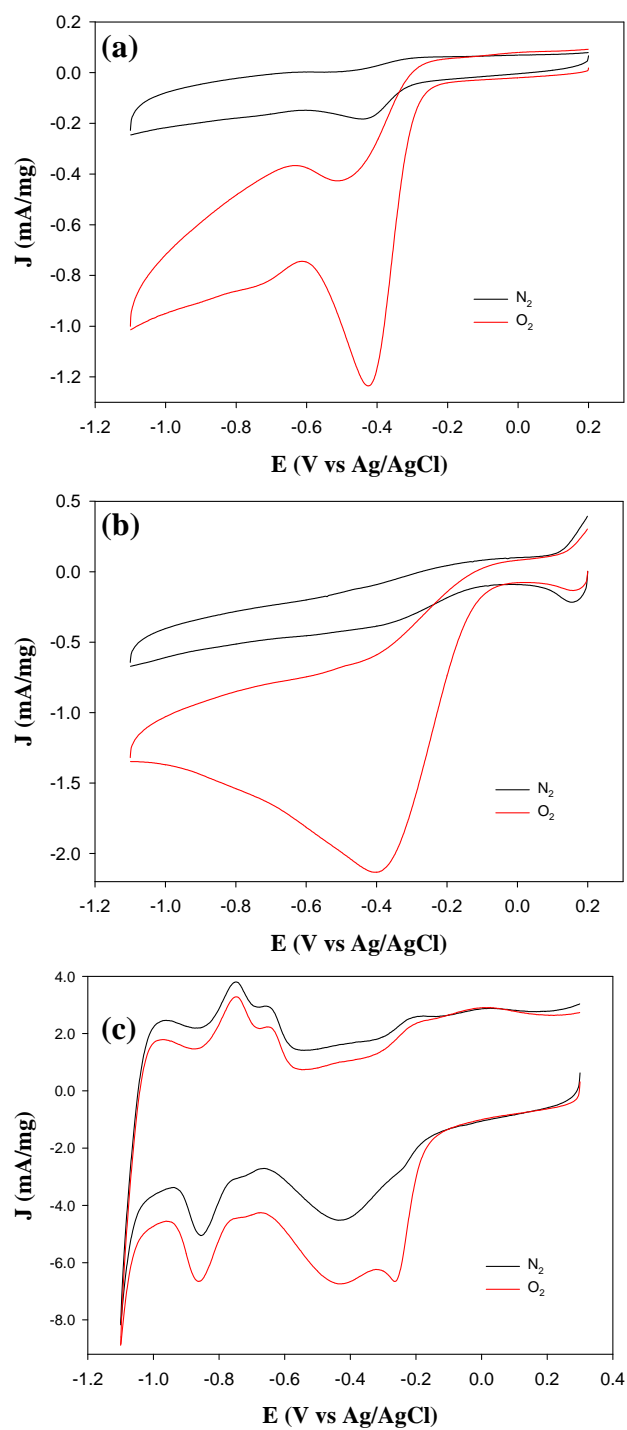 (a)
0.2
0.0
-0.2
-0.4
-0.6
-0.8
-1.0
-1.2
J (mA/mg)
N₂
O₂
-1.2 -1.0 -0.8 -0.6 -0.4 -0.2 0.0 0.2
E (V vs Ag/AgCl)
(b)
0.5
0.0
-0.5
-1.0
-1.5
-2.0
J (mA/mg)
N₂
O₂
-1.2 -1.0 -0.8 -0.6 -0.4 -0.2 0.0 0.2
E (V vs Ag/AgCl)
(c)
4.0
2.0
0.0
-2.0
-4.0
-6.0
-8.0
J (mA/mg)
N₂
O₂
-1.2 -1.0 -0.8 -0.6 -0.4 -0.2 0.0 0.2 0.4
E (V vs Ag/AgCl)